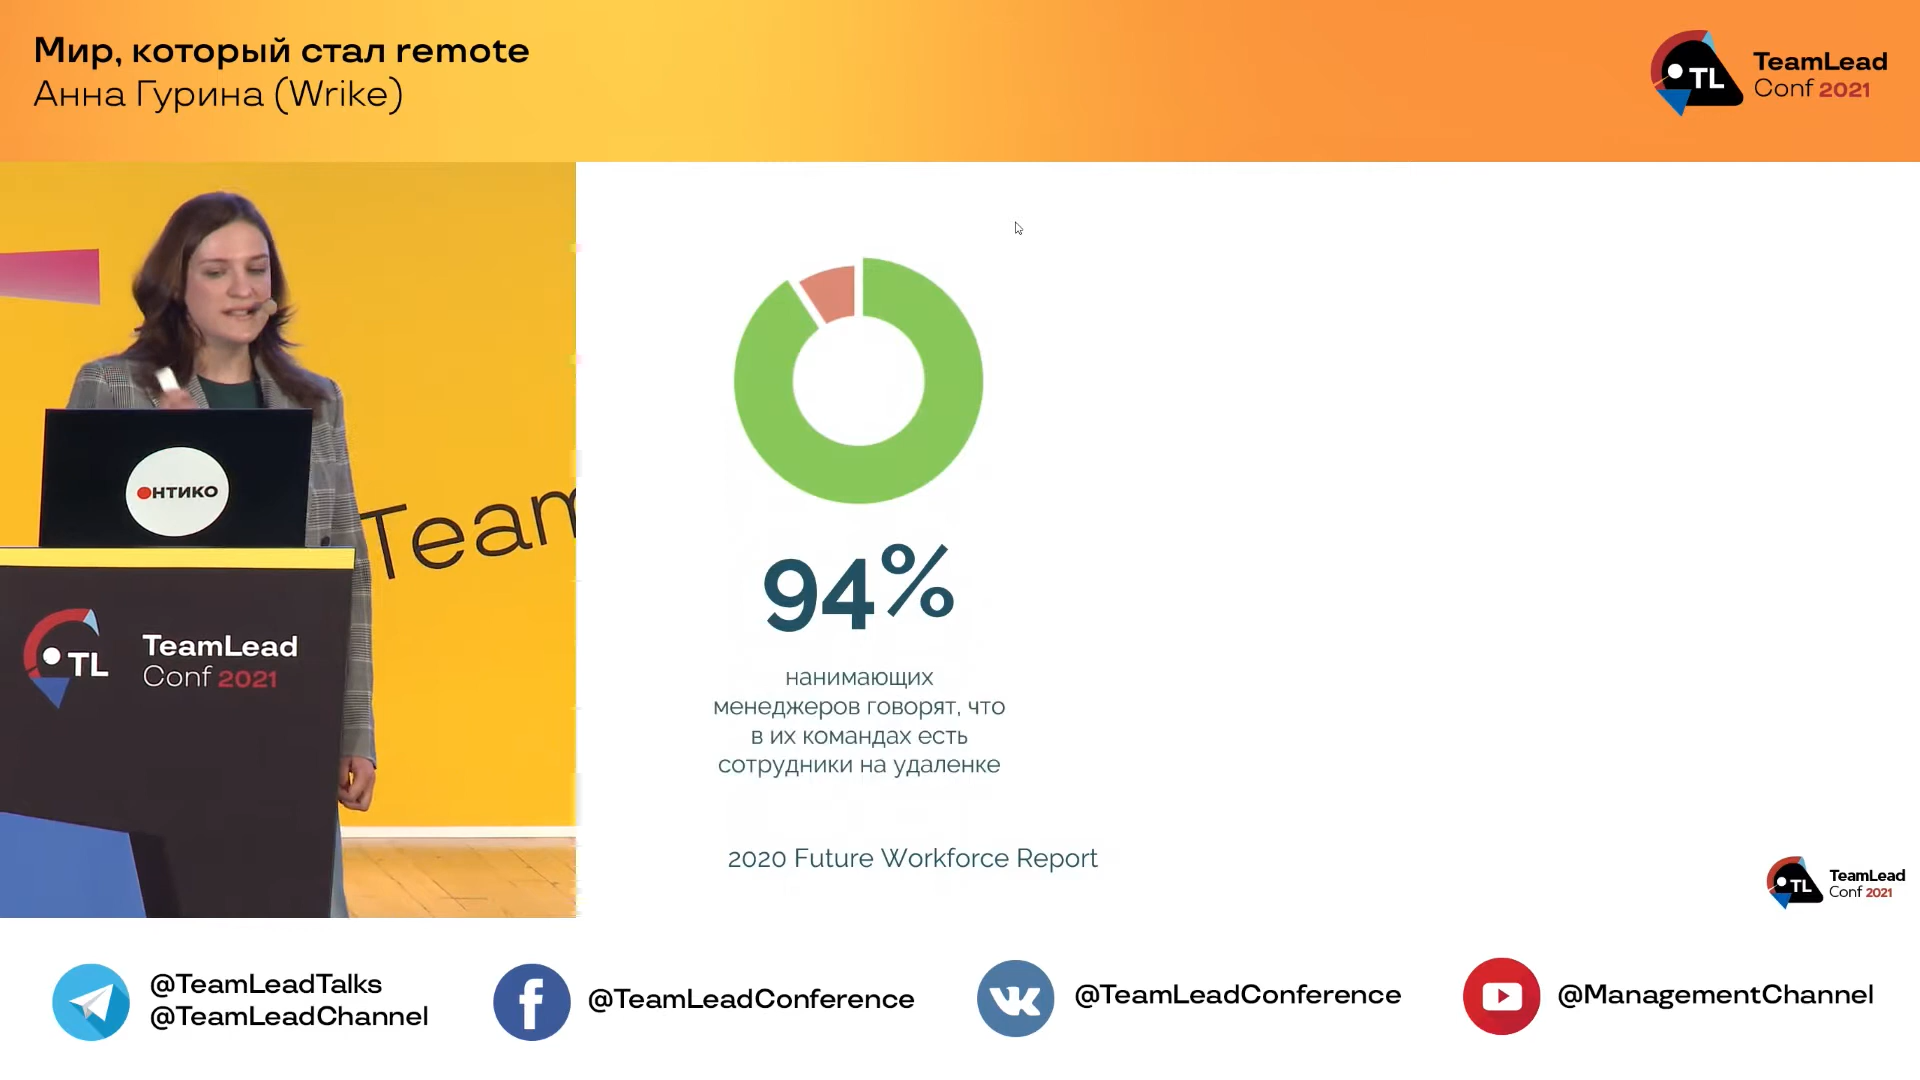 Мир, который стал remote
Анна Гурина (Wrike)
TL
TeamLead
Conf 2021
ОНТИКО
Team
TL
TeamLead
Conf 2021
94%
нанимающих
менеджеров говорят, что
в их командах есть
сотрудники на удаленке
2020 Future Workforce Report
TL
TeamLead
Conf 2021
@TeamLeadTalks
@TeamLeadChannel
@TeamLeadConference
@TeamLeadConference
@ManagementChannel